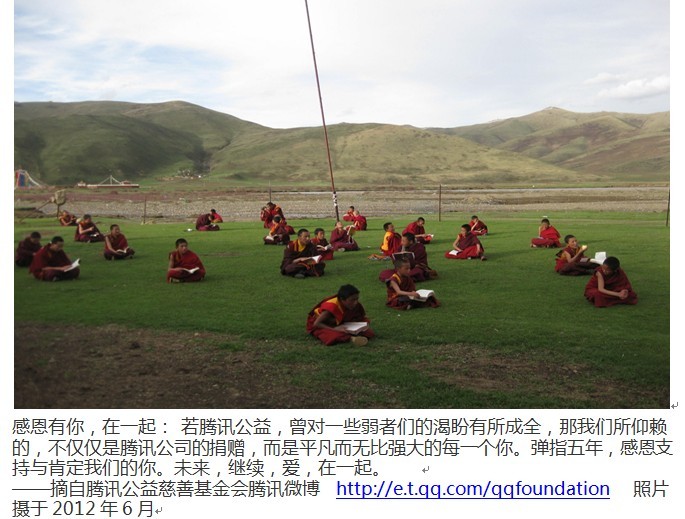 感恩有你，在一起： 若腾讯公益，曾对一些弱者们的渴盼有所成全，那我们所仰赖
的，不仅仅是腾讯公司的捐赠，而是平凡而无比强大的每一个你。弹指五年，感恩支
持与肯定我们的你。未来，继续，爱，在一起。
——摘自腾讯公益慈善基金会腾讯微博 http://e.t.qq.com/qqfoundation 照片
摄于 2012 年 6 月